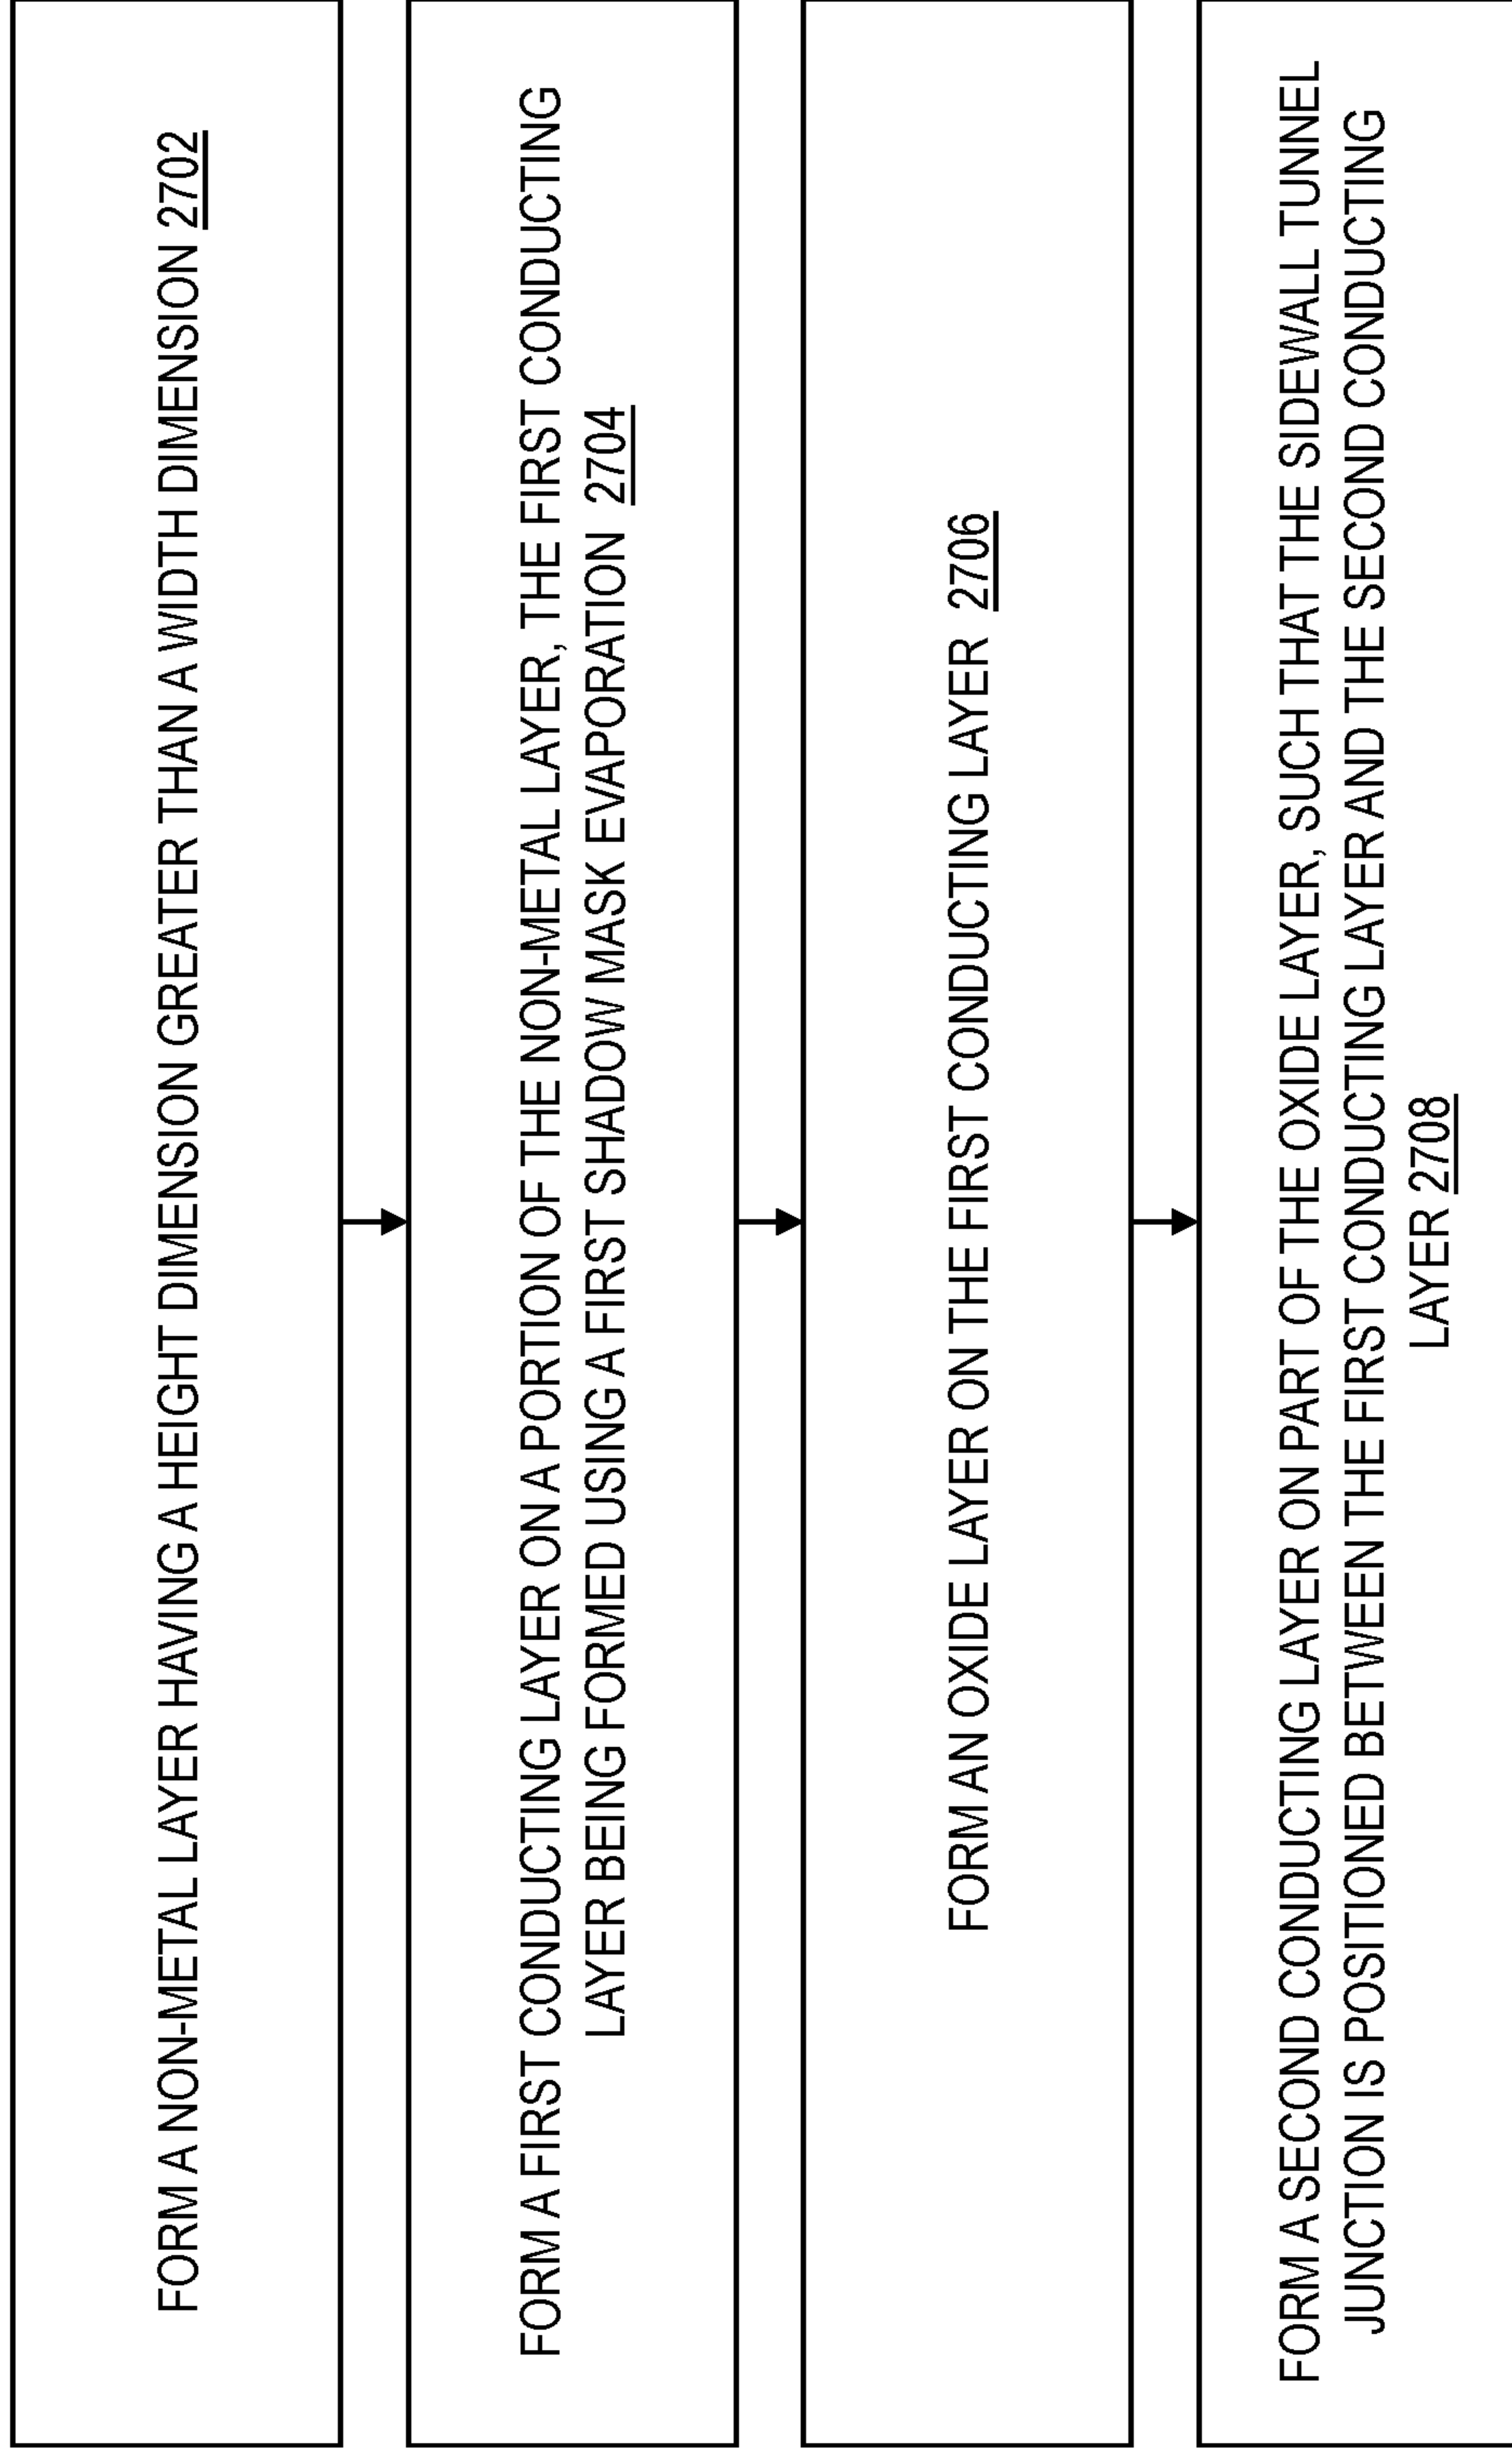 FORM A NON-METAL LAYER HAVING A HEIGHT DIMENSION GREATER THAN A WIDTH DIMENSION 2702
FORM A FIRST CONDUCTING LAYER ON A PORTION OF THE NON-METAL LAYER, THE FIRST CONDUCTING
LAYER BEING FORMED USING A FIRST SHADOW MASK EVAPORATION 2704
FORM AN OXIDE LAYER ON THE FIRST CONDUCTING LAYER 2706
FORM A SECOND CONDUCTING LAYER ON PART OF THE OXIDE LAYER, SUCH THAT THE SIDEWALL TUNNEL
JUNCTION IS POSITIONED BETWEEN THE FIRST CONDUCTING LAYER AND THE SECOND CONDUCTING
LAYER 2708